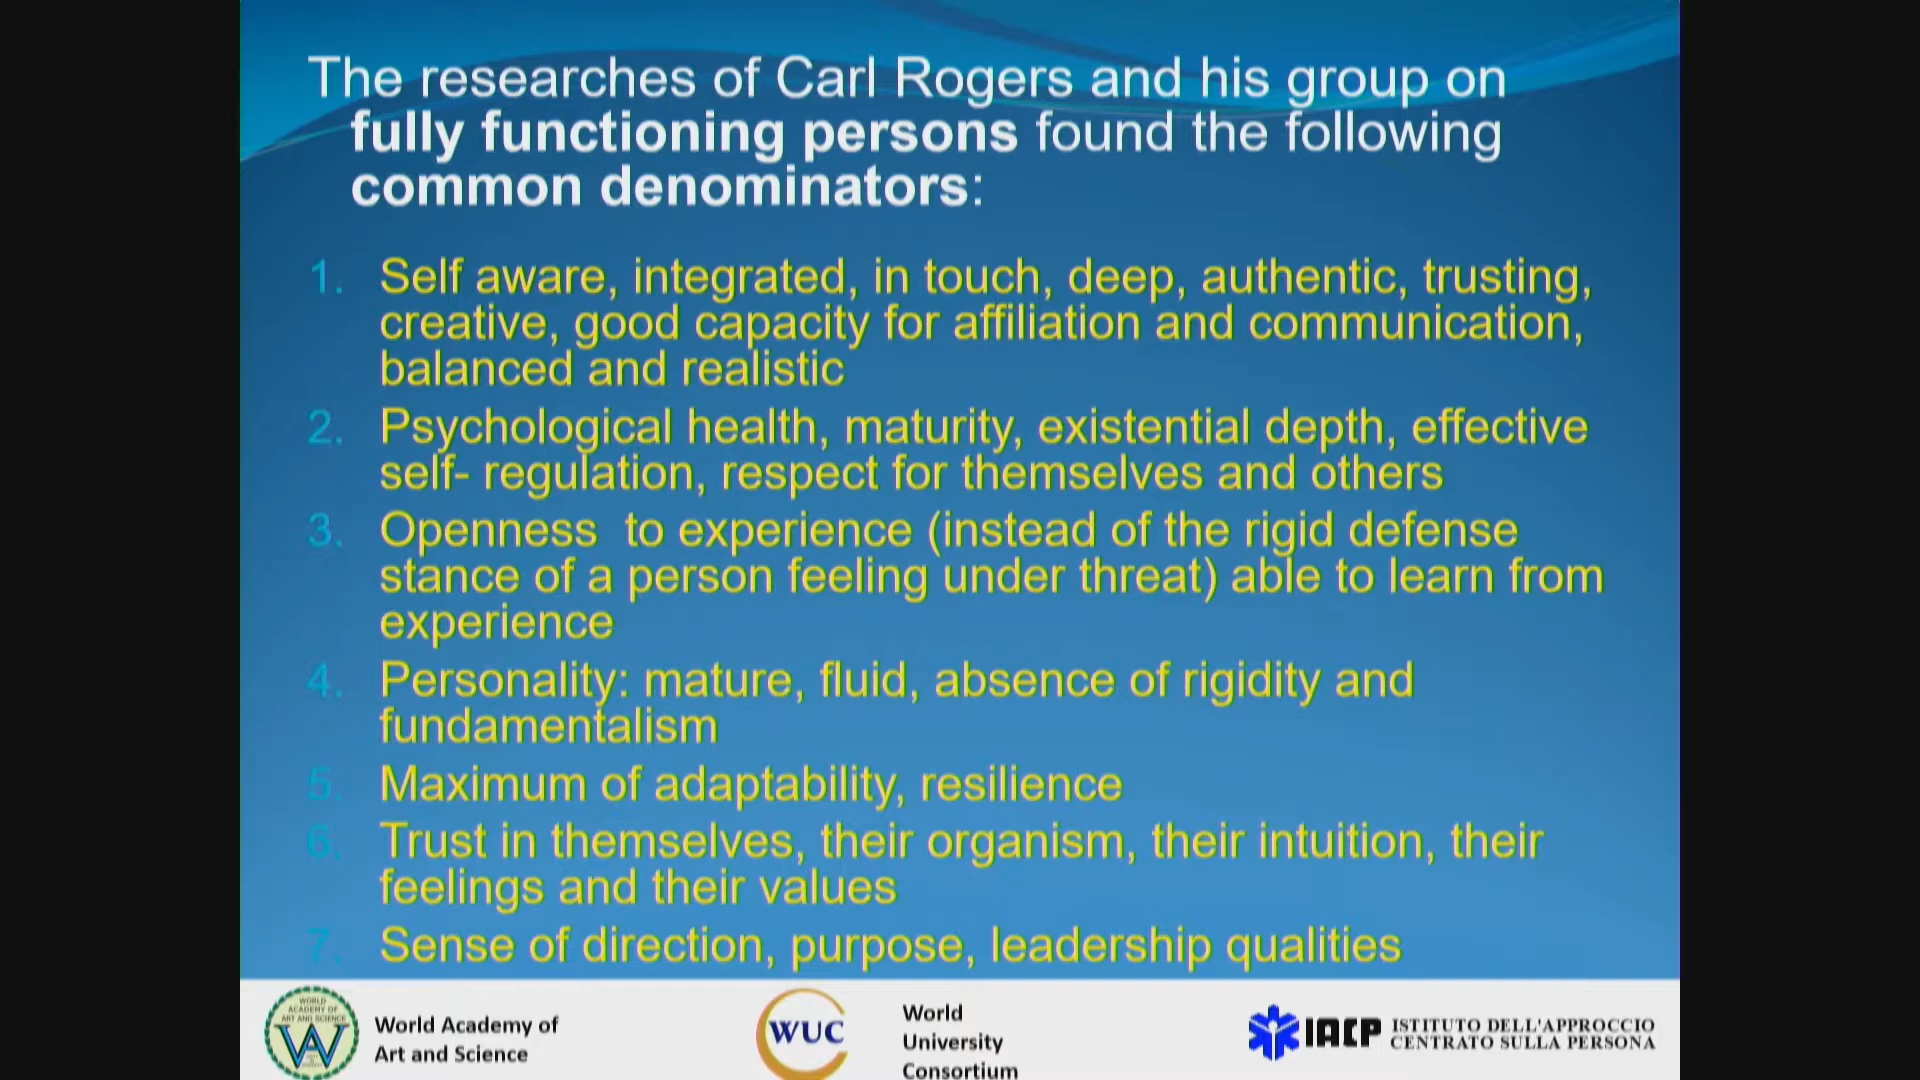 The researches of Carl Rogers and his group on
fully functioning persons found the following
common denominators:
1. Self aware, integrated, in touch, deep, authentic, trusting,
creative, good capacity for affiliation and communication,
balanced and realistic
2. Psychological health, maturity, existential depth, effective
self- regulation, respect for themselves and others
3. Openness  to experience (instead of the rigid defense
stance of a person feeling under threat) able to learn from
experience
4. Personality: mature, fluid, absence of rigidity and
fundamentalism
5. Maximum of adaptability, resilience
6. Trust in themselves, their organism, their intuition, their
feelings and their values
7. Sense of direction, purpose, leadership qualities
WORLD
ACADEMY OF
ART AND SCIENCE
World Academy of
Art and Science
WUC
World
University
Consortium
IACP
ISTITUTO DELL'APPROCCIO
CENTRATO SULLA PERSONA